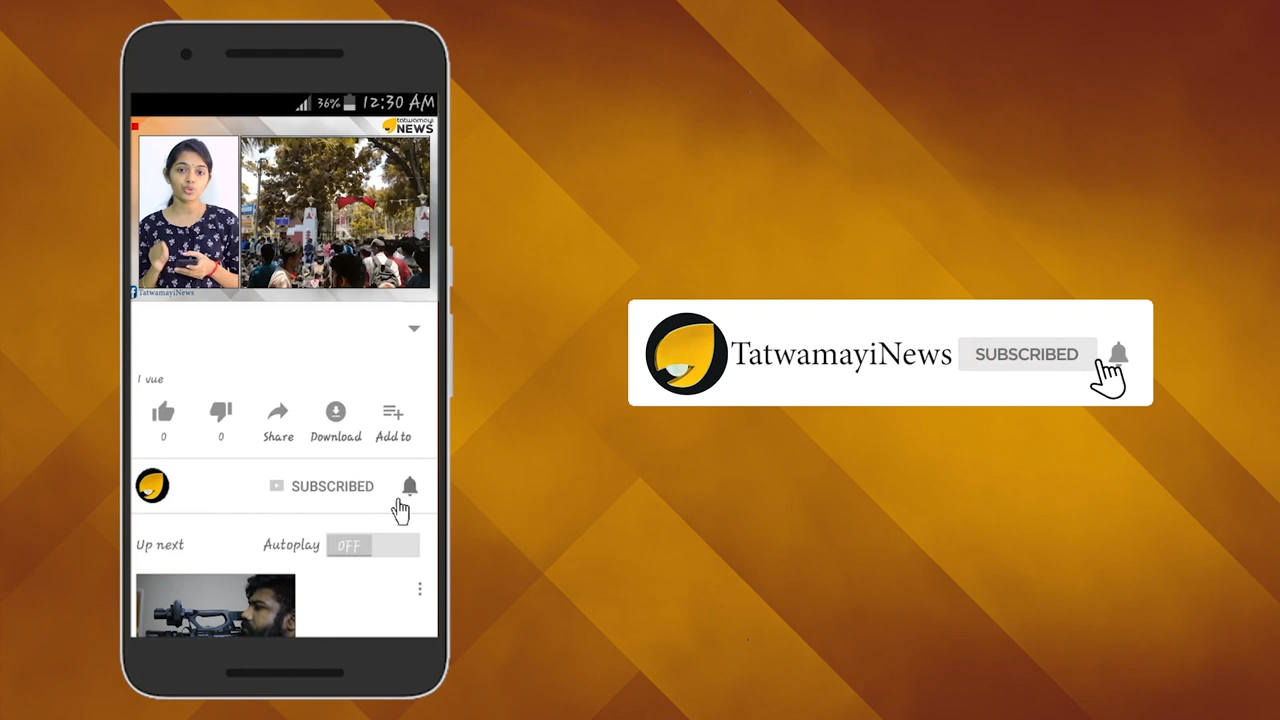 36% 12:30 AM
tatwamayi
NEWS
TatwamayiNews
1 vue
0 0 Share Download Add to
SUBSCRIBED
Up next Autoplay OFF
TatwamayiNews SUBSCRIBED